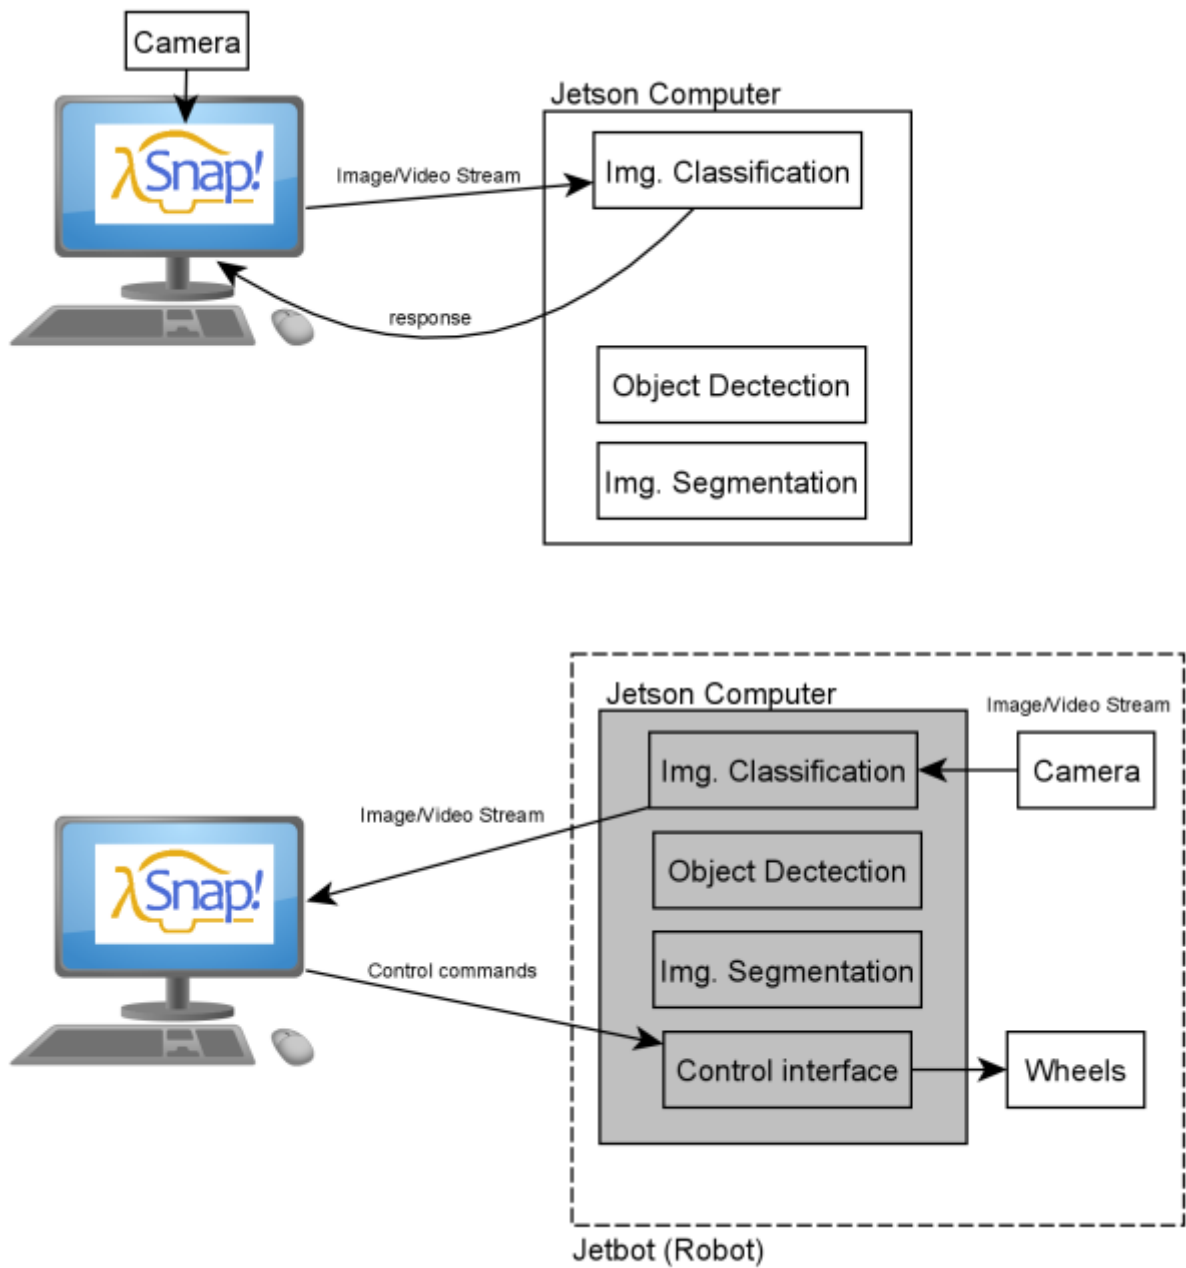 Camera
Jetson Computer
λSnap!
Image/Video Stream
Img. Classification
response
Object Dectection
Img. Segmentation
Jetson Computer
Image/Video Stream
Img. Classification
Camera
Image/Video Stream
λSnap!
Object Dectection
Control commands
Img. Segmentation
Control interface
Wheels
Jetbot (Robot)